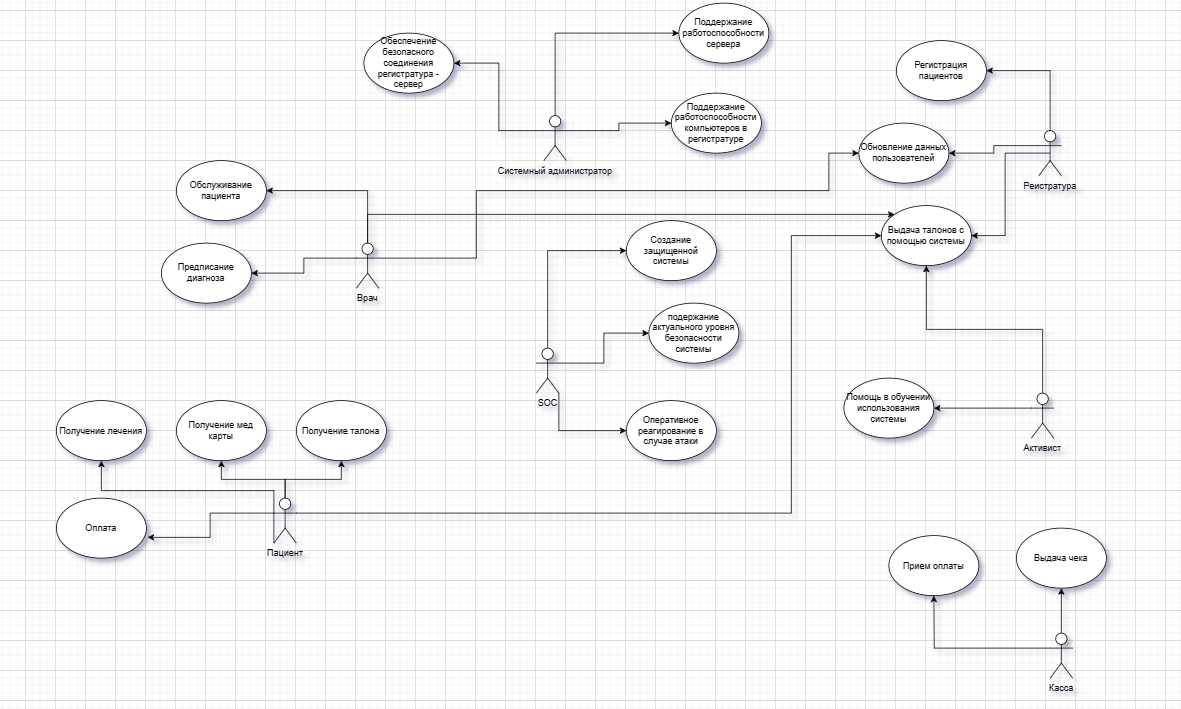 Поддержание
работоспособности
сервера
Обеспечение
безопасного
соединения
регистратура -
сервер
Регистрация
пациентов
Поддержание
работоспособности
компьютеров в
регистратуре
Системный администратор
Обновление данных
пользователей
Реистратура
Обслуживание
пациента
Выдача талонов с
помощью системы
Создание
защищенной
системы
Предписание
диагноза
Врач
подержание
актуального уровня
безопасности
системы
SOC
Помощь в обучении
использования
системы
Активист
Получение лечения
Получение мед
карты
Получение талона
Оперативное
реагирование в
случае атаки
Оплата
Пациент
Прием оплаты
Выдача чека
Касса